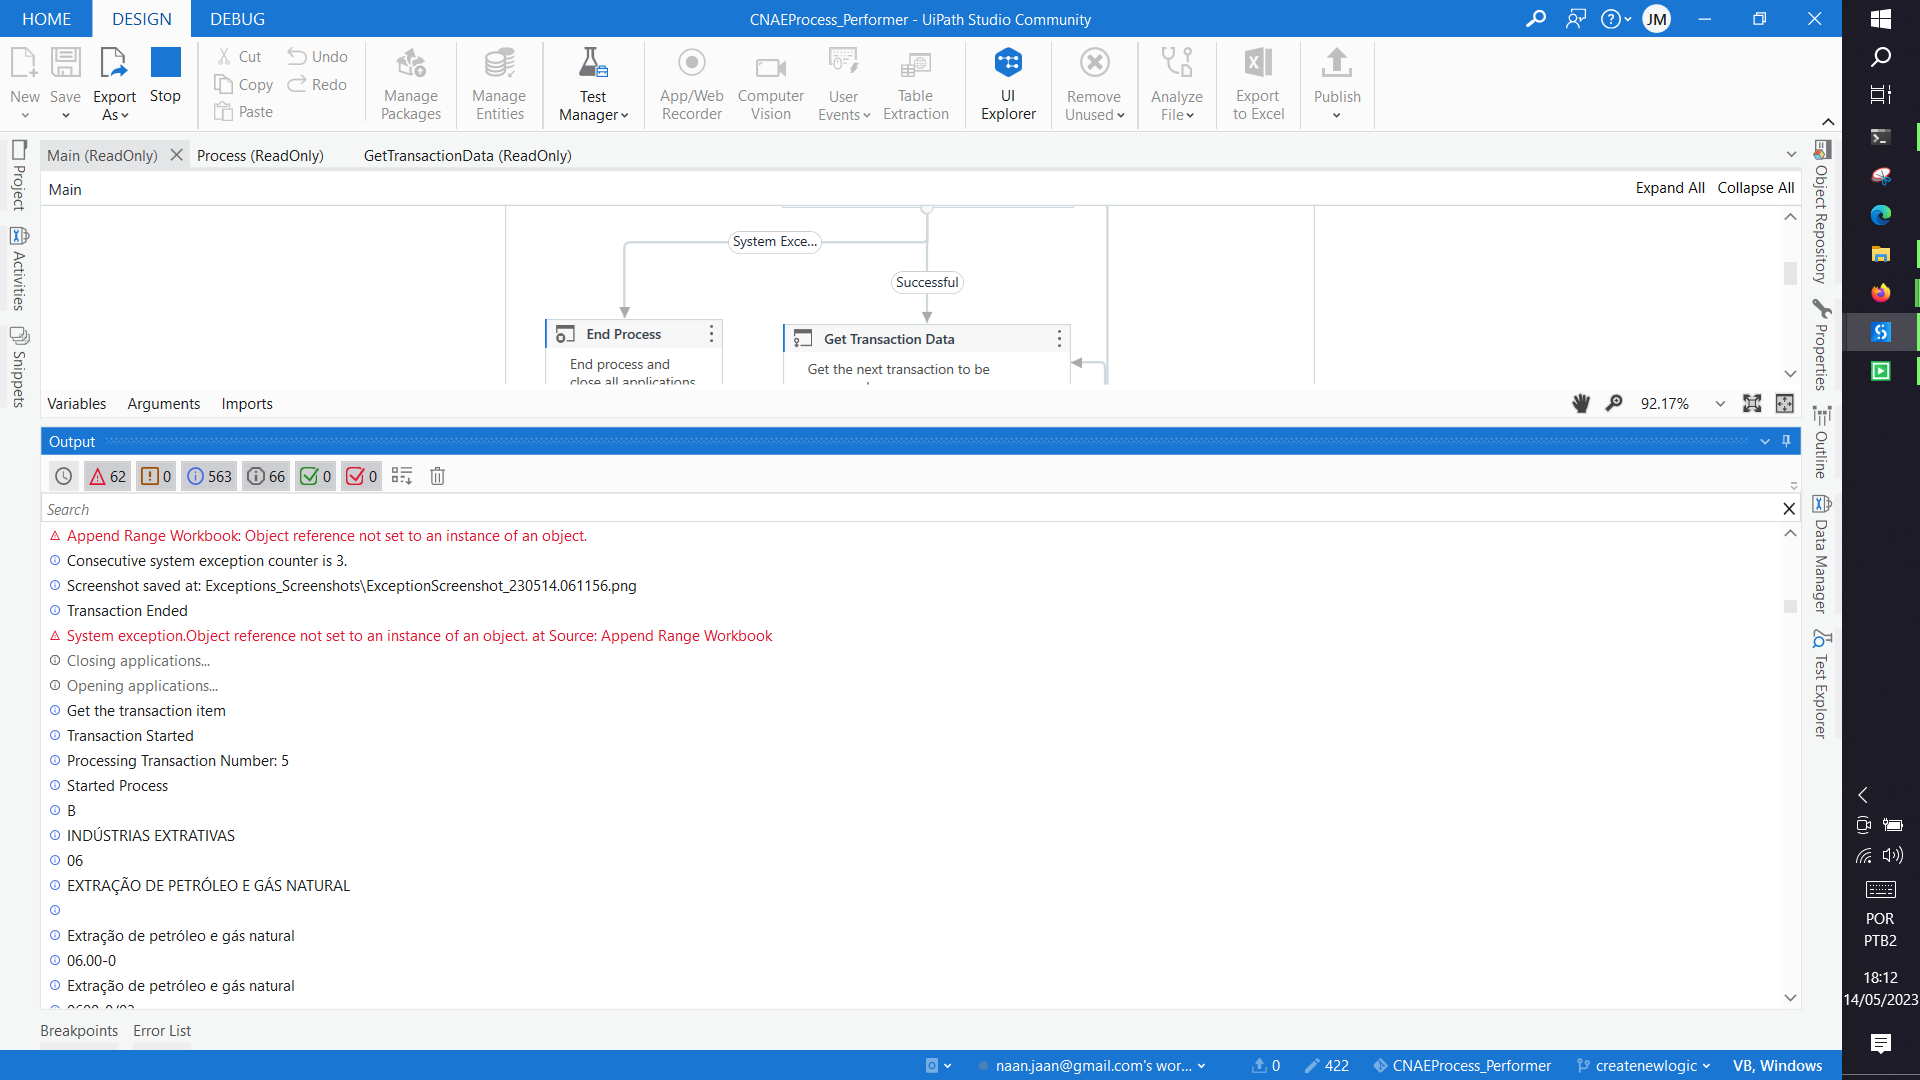 HOME DESIGN DEBUG
CNAEProcess_Performer - UiPath Studio Community
JM
New
Save
Export
As
Stop
Cut
Copy
Paste
Undo
Redo
Manage
Packages
Manage
Entities
Test
Manager
App/Web
Recorder
Computer
Vision
User
Events
Table
Extraction
UI
Explorer
Remove
Unused
Analyze
File
Export
to Excel
Publish
Main (ReadOnly)
Process (ReadOnly)
GetTransactionData (ReadOnly)
Main
Expand All
Collapse All
Project
Activities
Snippets
System Exce...
Successful
End Process
End process and
close all applications
Get Transaction Data
Get the next transaction to be
Variables
Arguments
Imports
92.17%
Output
62
0
563
66
0
0
Search
Append Range Workbook: Object reference not set to an instance of an object.
Consecutive system exception counter is 3.
Screenshot saved at: Exceptions_Screenshots\ExceptionScreenshot_230514.061156.png
Transaction Ended
System exception.Object reference not set to an instance of an object. at Source: Append Range Workbook
Closing applications...
Opening applications...
Get the transaction item
Transaction Started
Processing Transaction Number: 5
Started Process
B
INDÚSTRIAS EXTRATIVAS
06
EXTRAÇÃO DE PETRÓLEO E GÁS NATURAL
Extração de petróleo e gás natural
06.00-0
Extração de petróleo e gás natural
Breakpoints
Error List
Object Repository
Properties
Outline
Data Manager
Test Explorer
naan.jaan@gmail.com's wor...
0
422
CNAEProcess_Performer
createnewlogic
VB, Windows
POR
PTB2
18:12
14/05/2023